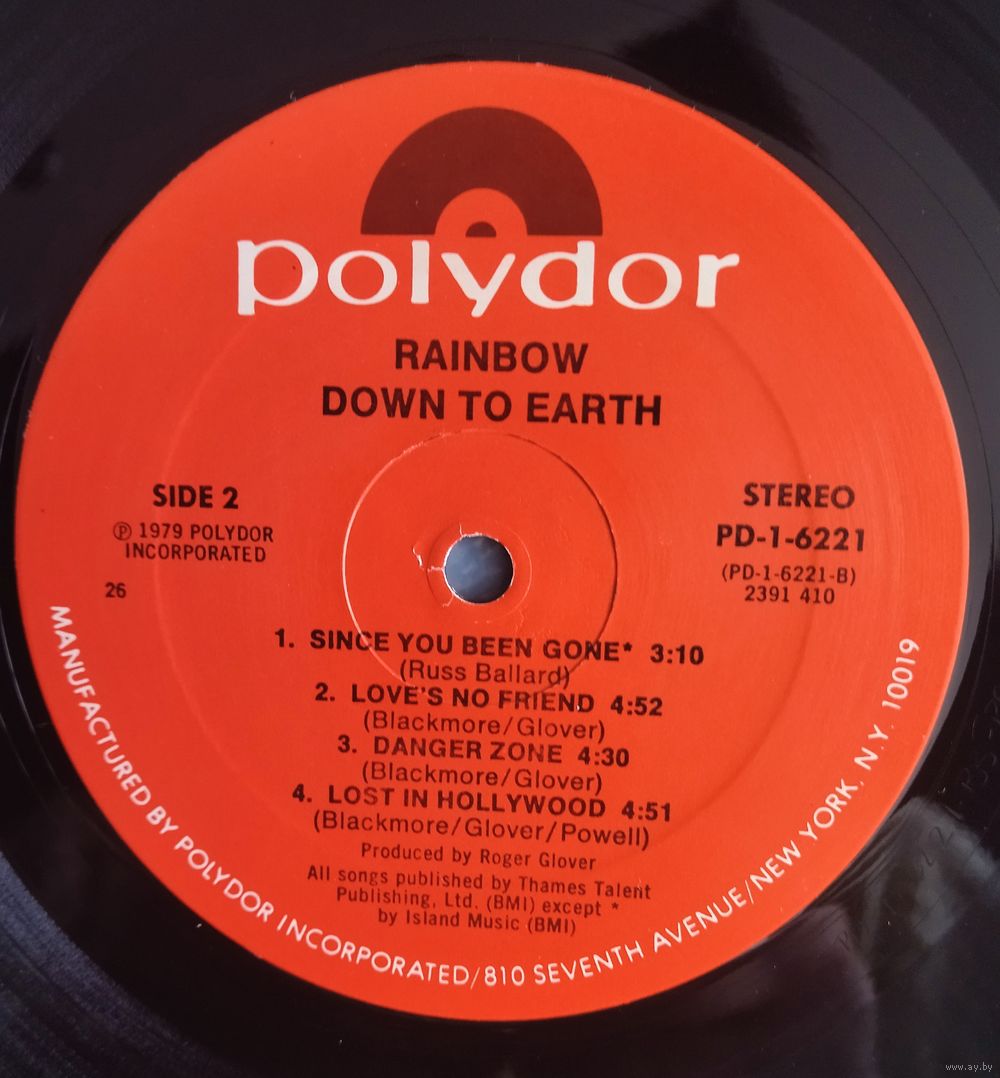 polydor
RAINBOW
DOWN TO EARTH
SIDE 2
℗ 1979 POLYDOR
INCORPORATED
26
STEREO
PD-1-6221
(PD-1-6221-B)
2391 410
1. SINCE YOU BEEN GONE* 3:10
(Russ Ballard)
2. LOVE'S NO FRIEND 4:52
(Blackmore/Glover)
3. DANGER ZONE 4:30
(Blackmore/Glover)
4. LOST IN HOLLYWOOD 4:51
(Blackmore/Glover/Powell)
Produced by Roger Glover
All songs published by Thames Talent
Publishing, Ltd. (BMI) except *
by Island Music (BMI)
MANUFACTURED BY POLYDOR INCORPORATED/810 SEVENTH AVENUE/NEW YORK, N.Y. 10019
www.ay.by